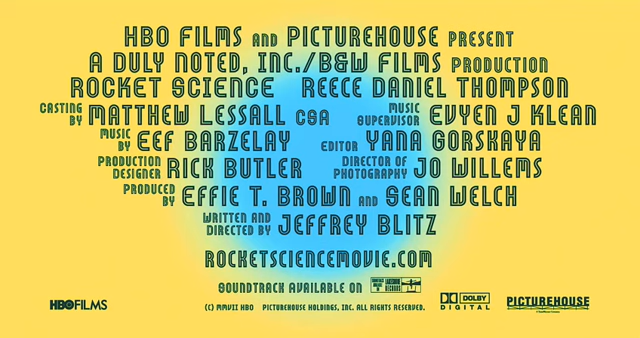 HBO FILMS AND PICTUREHOUSE PRESENT
A DULY NOTED, INC./B&W FILMS PRODUCTION
ROCKET SCIENCE REECE DANIEL THOMPSON
CASTING BY MATTHEW LESSALL CSA MUSIC SUPERVISOR EVYEN J KLEAN
MUSIC BY EEF BARZELAY EDITOR YANA GORSKAYA
PRODUCTION DESIGNER RICK BUTLER DIRECTOR OF PHOTOGRAPHY JO WILLEMS
PRODUCED BY EFFIE T. BROWN AND SEAN WELCH
WRITTEN AND DIRECTED BY JEFFREY BLITZ
ROCKETSCIENCEMOVIE.COM
SOUNDTRACK AVAILABLE ON
HBO FILMS
(C) MMVII HBO PICTUREHOUSE HOLDINGS, INC. ALL RIGHTS RESERVED.
DOLBY DIGITAL
PICTUREHOUSE